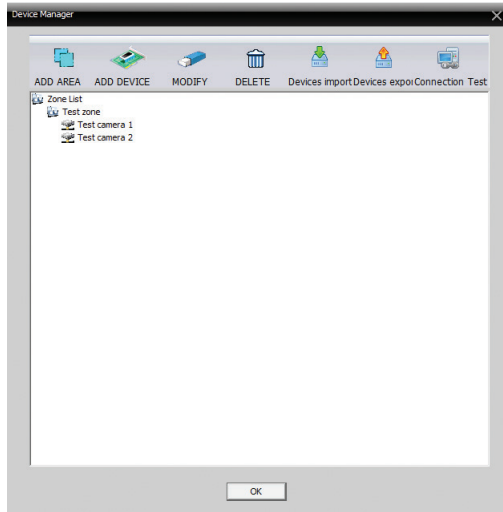 Device Manager
ADD AREA ADD DEVICE MODIFY DELETE Devices import Devices expor Connection Test
Zone List
Test zone
Test camera 1
Test camera 2
OK